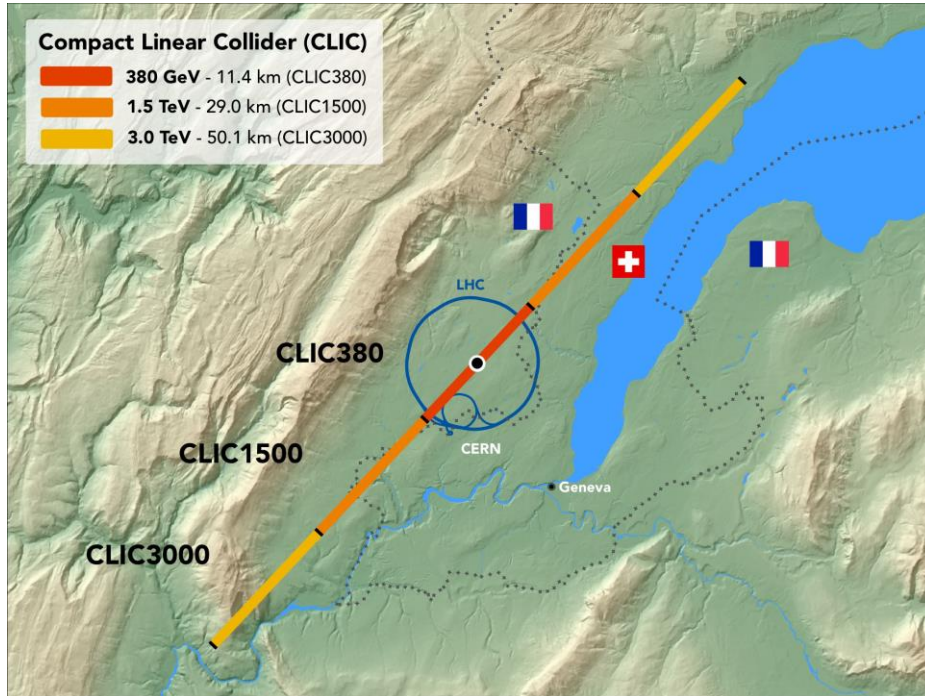 Compact Linear Collider (CLIC)
380 GeV - 11.4 km (CLIC380)
1.5 TeV - 29.0 km (CLIC1500)
3.0 TeV - 50.1 km (CLIC3000)
LHC
CLIC380
CLIC1500
CERN
Geneva
CLIC3000